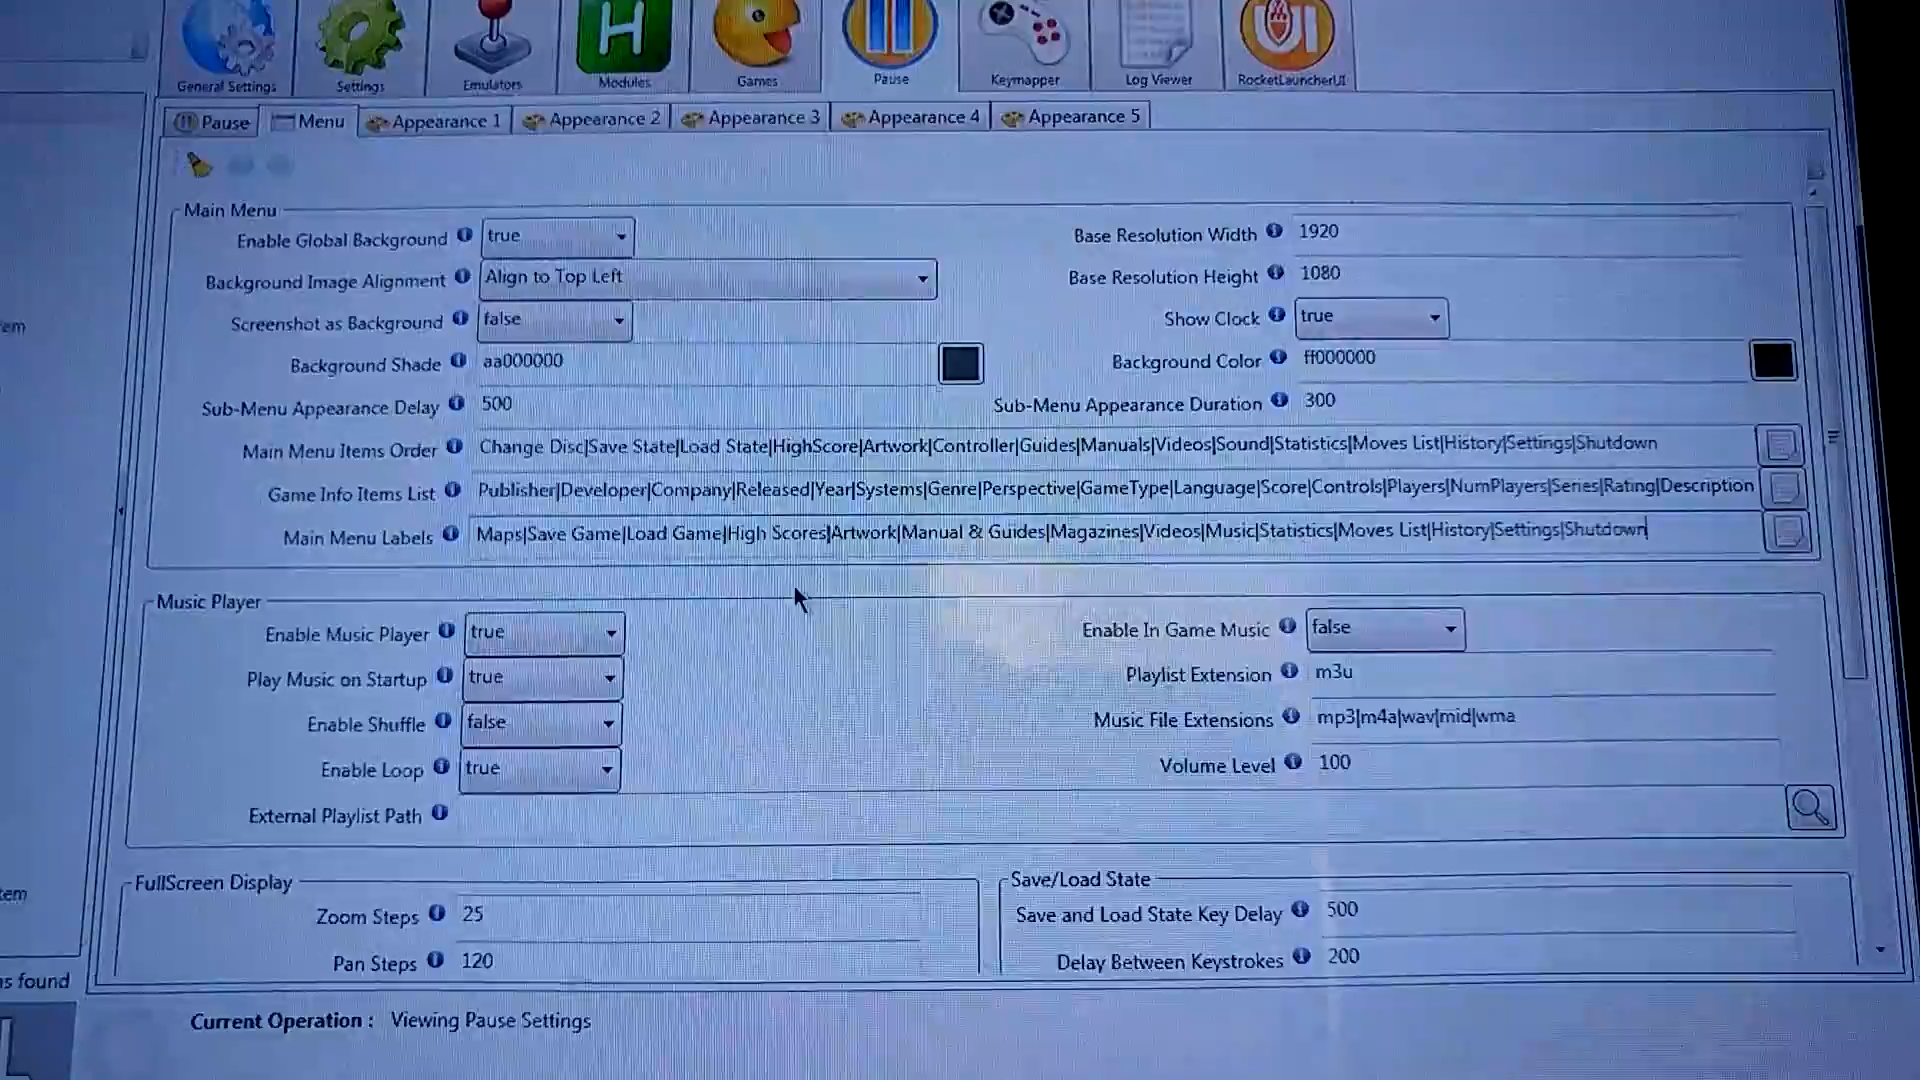 General Settings
Settings
Emulators
Modules
Games
Pause
Keymapper
Log Viewer
RocketLauncherUI
Pause
Menu
Appearance 1
Appearance 2
Appearance 3
Appearance 4
Appearance 5
Main Menu
Enable Global Background true
Base Resolution Width 1920
Background Image Alignment Align to Top Left
Base Resolution Height 1080
Screenshot as Background false
Show Clock true
Background Shade aa000000
Background Color ff000000
Sub-Menu Appearance Delay 500
Sub-Menu Appearance Duration 300
Main Menu Items Order Change Disc|Save State|Load State|HighScore|Artwork|Controller|Guides|Manuals|Videos|Sound|Statistics|Moves List|History|Settings|Shutdown
Game Info Items List Publisher|Developer|Company|Released|Year|Systems|Genre|Perspective|GameType|Language|Score|Controls|Players|NumPlayers|Series|Rating|Description
Main Menu Labels Maps|Save Game|Load Game|High Scores|Artwork|Manual & Guides|Magazines|Videos|Music|Statistics|Moves List|History|Settings|Shutdown
Music Player
Enable Music Player true
Enable In Game Music false
Play Music on Startup true
Playlist Extension m3u
Enable Shuffle false
Music File Extensions mp3|m4a|wav|mid|wma
Enable Loop true
Volume Level 100
External Playlist Path
FullScreen Display
Zoom Steps 25
Pan Steps 120
Save/Load State
Save and Load State Key Delay 500
Delay Between Keystrokes 200
found
Current Operation : Viewing Pause Settings